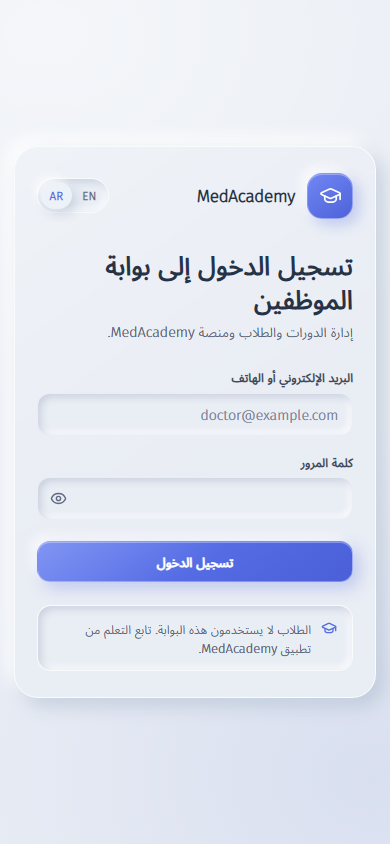 MedAcademy
EN
AR
تسجيل الدخول إلى بوابة
الموظفين
إدارة الدورات والطلاب ومنصة MedAcademy.
البريد الإلكتروني أو الهاتف
doctor@example.com
كلمة المرور
تسجيل الدخول
الطلاب لا يستخدمون هذه البوابة. تابع التعلم من
تطبيق MedAcademy.